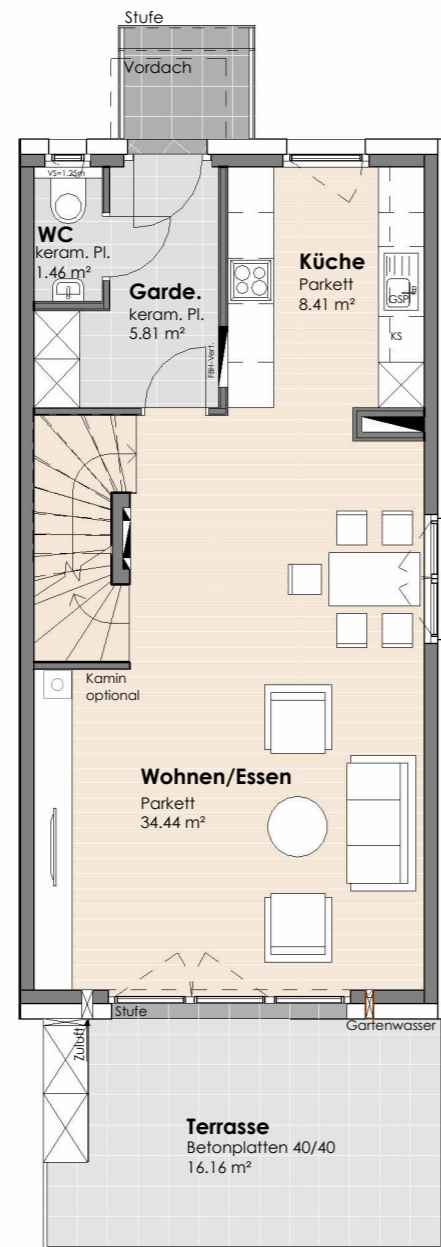 Stufe
Vordach
VS=1.25m
WC
keram. Pl.
1.46 m²
Garde.
keram. Pl.
5.81 m²
Küche
Parkett
8.41 m²
GSP
KS
FBH-Vert.
Kamin
optional
Wohnen/Essen
Parkett
34.44 m²
Stufe
Gartenwasser
Zuluft
Terrasse
Betonplatten 40/40
16.16 m²